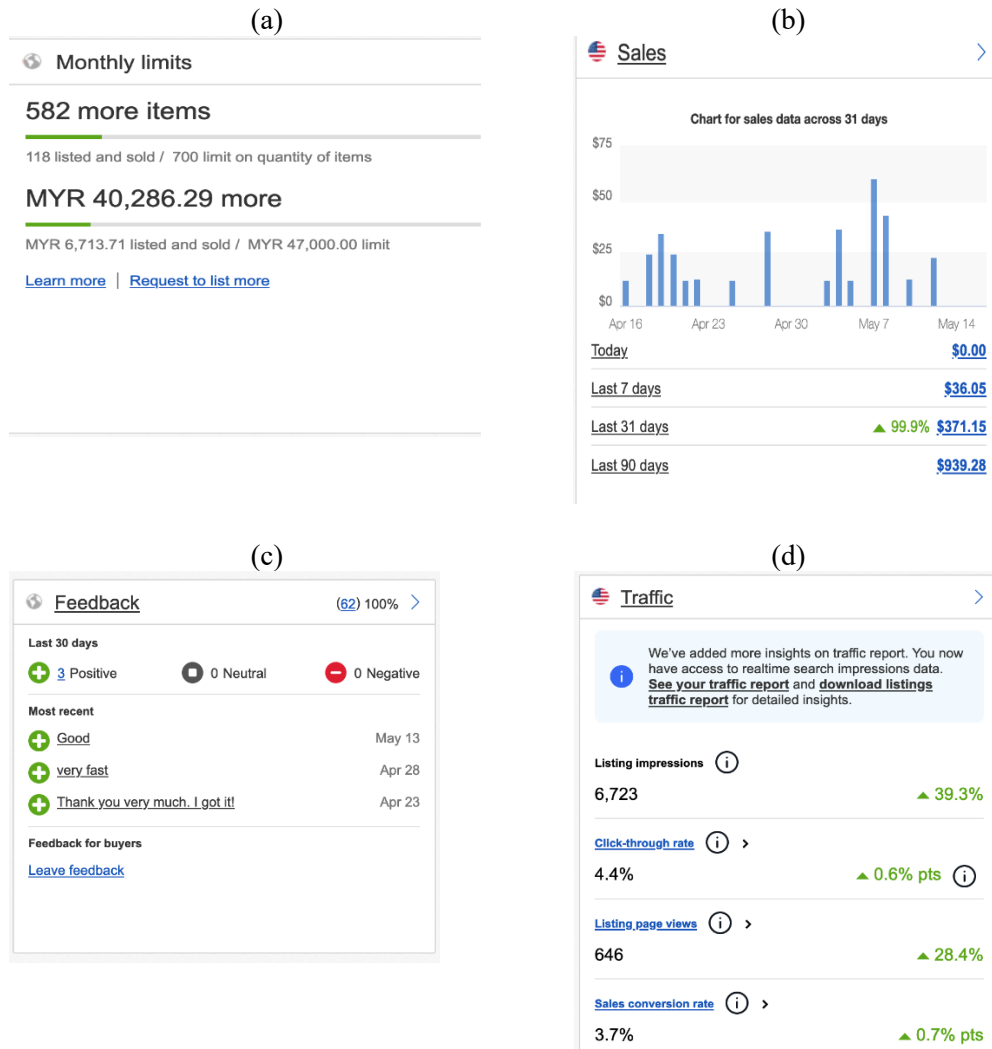 (a)
Monthly limits
582 more items
118 listed and sold / 700 limit on quantity of items
MYR 40,286.29 more
MYR 6,713.71 listed and sold / MYR 47,000.00 limit
Learn more | Request to list more
(b)
Sales
Chart for sales data across 31 days
$75
$50
$25
$0
Apr 16 Apr 23 Apr 30 May 7 May 14
Today $0.00
Last 7 days $36.05
Last 31 days 99.9% $371.15
Last 90 days $939.28
(c)
Feedback (62) 100%
Last 30 days
3 Positive 0 Neutral 0 Negative
Most recent
Good May 13
very fast Apr 28
Thank you very much. I got it! Apr 23
Feedback for buyers
Leave feedback
(d)
Traffic
We've added more insights on traffic report. You now
have access to realtime search impressions data.
See your traffic report and download listings
traffic report for detailed insights.
Listing impressions
6,723 39.3%
Click-through rate
4.4% 0.6% pts
Listing page views
646 28.4%
Sales conversion rate
3.7% 0.7% pts